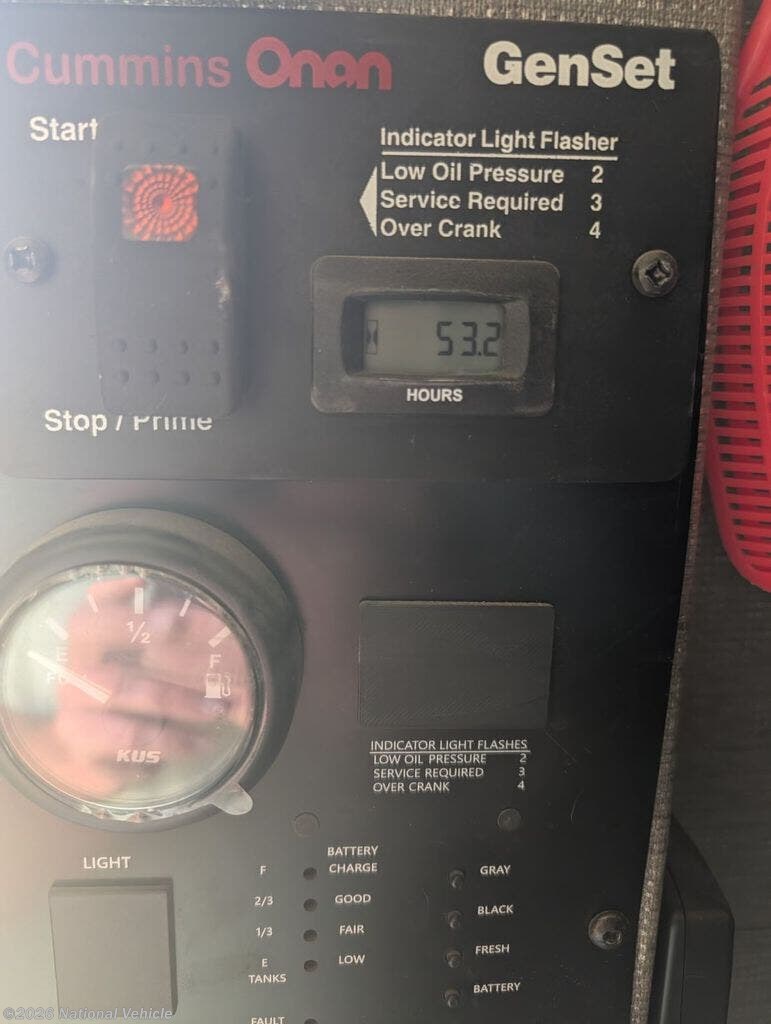 Cummins Onan GenSet
Start
Indicator Light Flasher
Low Oil Pressure 2
Service Required 3
Over Crank 4
53.2
HOURS
Stop / Prime
1/2
E F
KUS
INDICATOR LIGHT FLASHES
LOW OIL PRESSURE 2
SERVICE REQUIRED 3
OVER CRANK 4
LIGHT
BATTERY
F CHARGE GRAY
2/3 GOOD BLACK
1/3 FAIR FRESH
E LOW BATTERY
TANKS
FAULT
©2026 National Vehicle